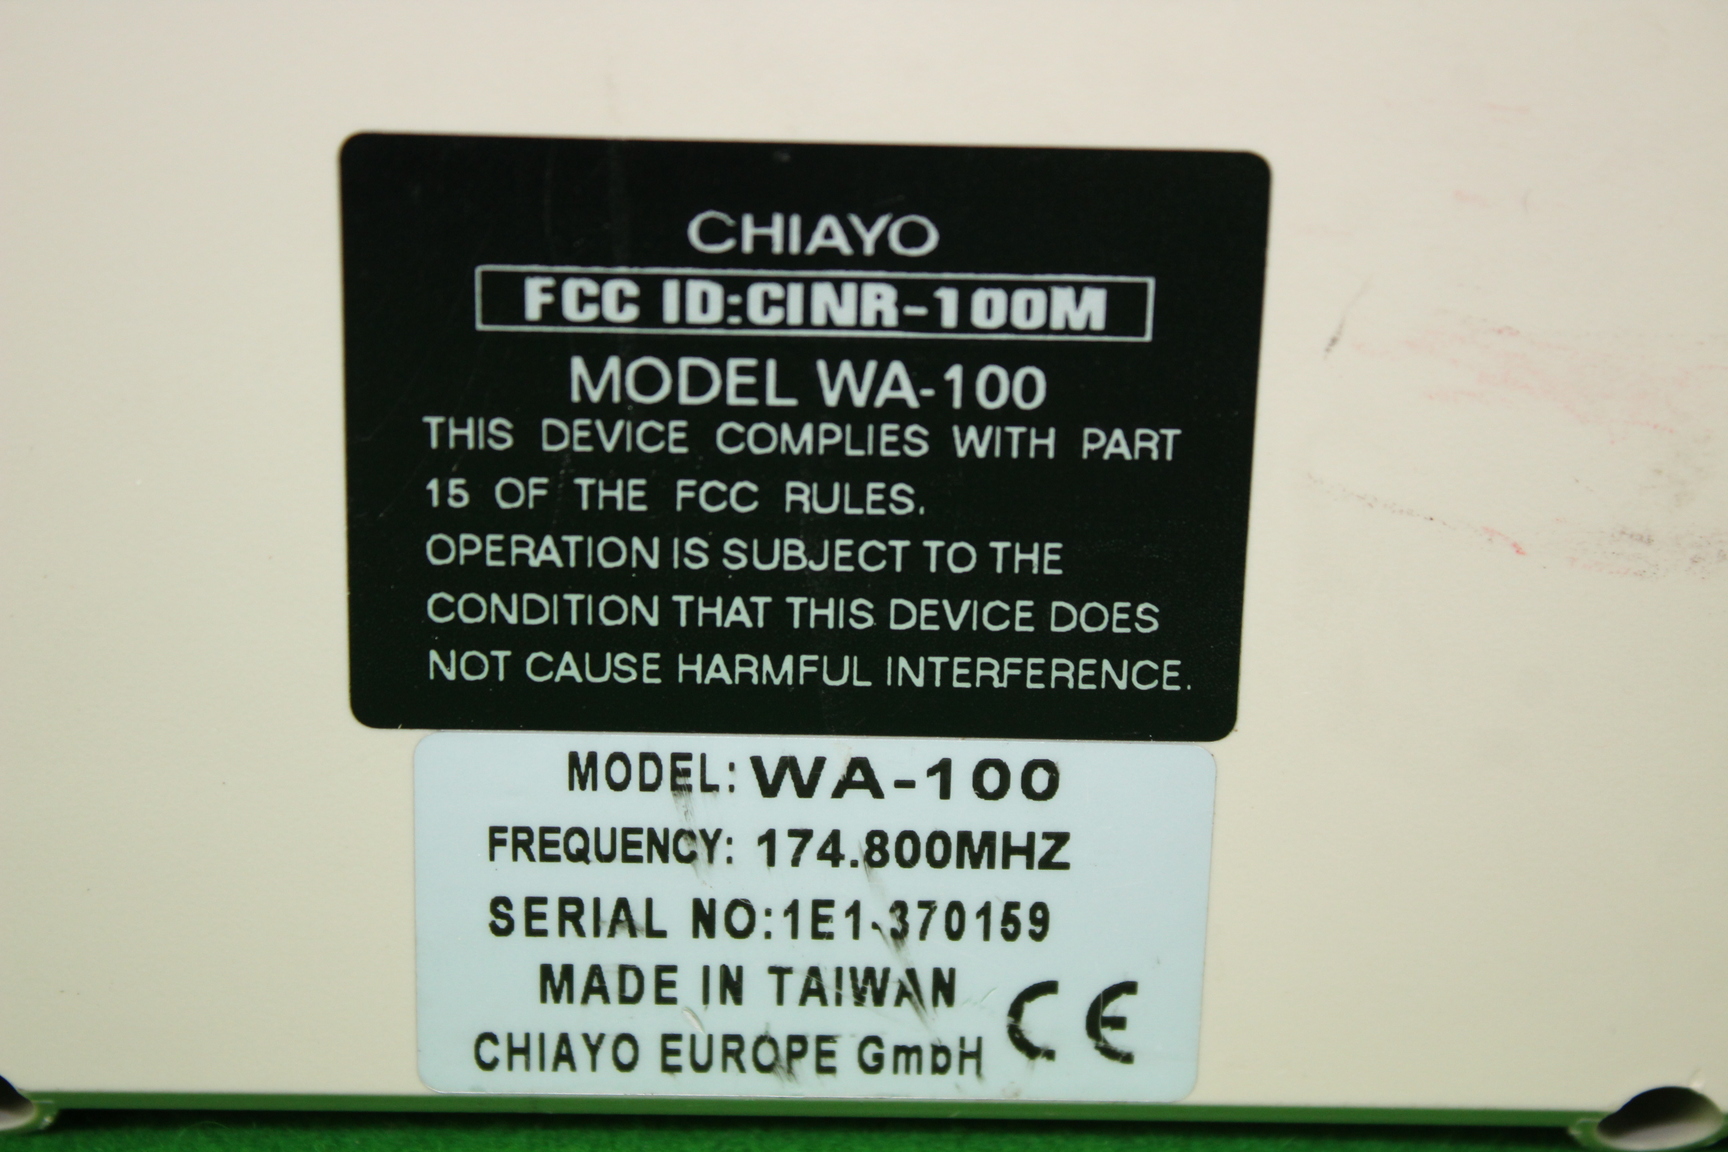 CHIAYO
FCC ID:CINR-100M
MODEL WA-100
THIS DEVICE COMPLIES WITH PART
15 OF THE FCC RULES.
OPERATION IS SUBJECT TO THE
CONDITION THAT THIS DEVICE DOES
NOT CAUSE HARMFUL INTERFERENCE.
MODEL: WA-100
FREQUENCY: 174.800MHZ
SERIAL NO:1E1-370159
MADE IN TAIWAN
CHIAYO EUROPE GmbH CE